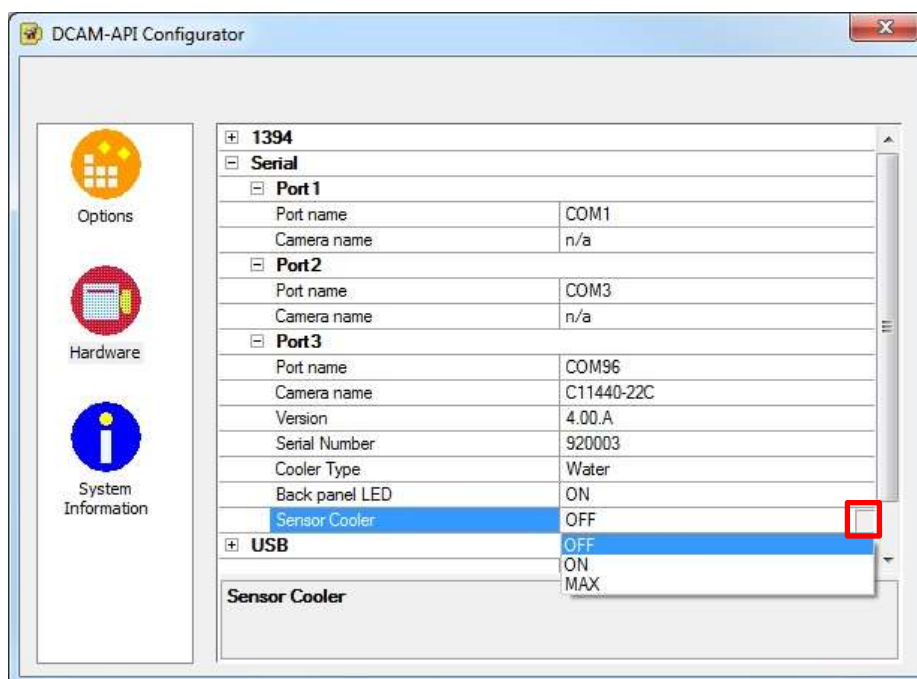 DCAM-API Configurator
Options
Hardware
System
Information
1394
Serial
Port1
Port name COM1
Camera name n/a
Port2
Port name COM3
Camera name n/a
Port3
Port name COM96
Camera name C11440-22C
Version 4.00.A
Serial Number 920003
Cooler Type Water
Back panel LED ON
Sensor Cooler OFF
USB OFF
ON
MAX
Sensor Cooler